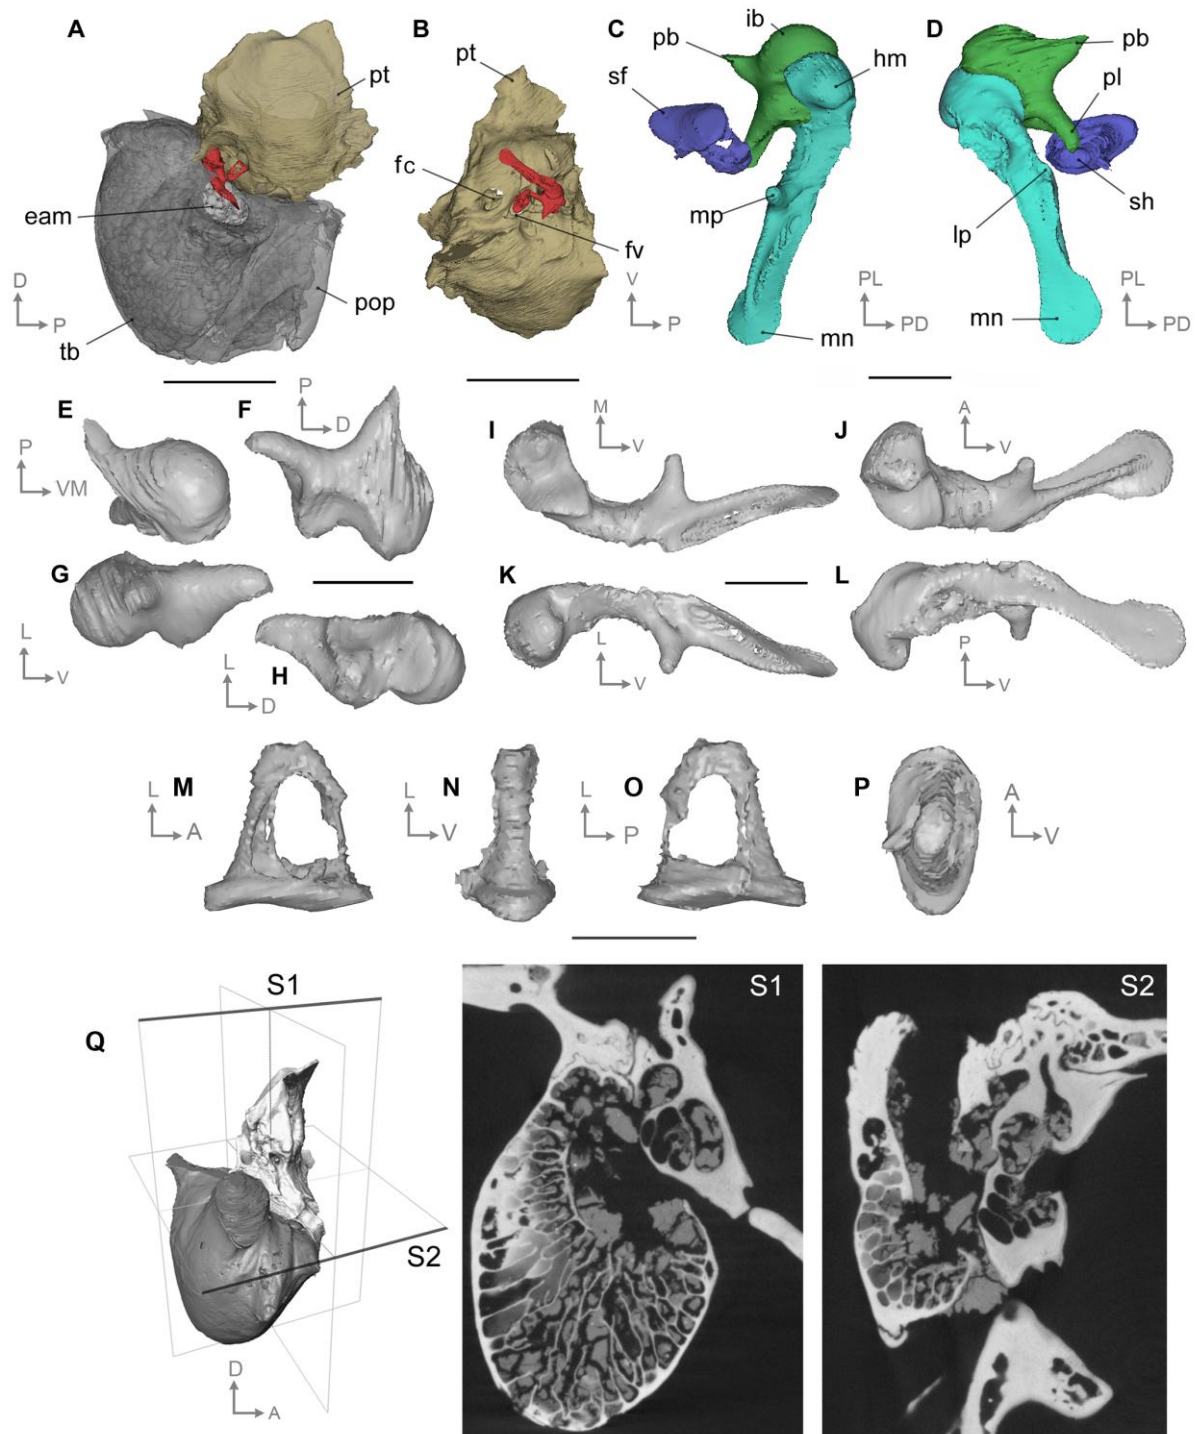 A
pt
eam
D
P
tb
pop
B
pt
fc
fv
V
P
C
ib
pb
hm
sf
mp
mn
PL
PD
D
pb
pl
sh
lp
mn
PL
PD
E
P
VM
F
P
D
G
L
V
H
L
D
I
M
V
J
A
V
K
L
V
L
P
V
M
L
A
N
L
V
O
L
P
P
A
V
Q
S1
S2
D
A
S1
S2